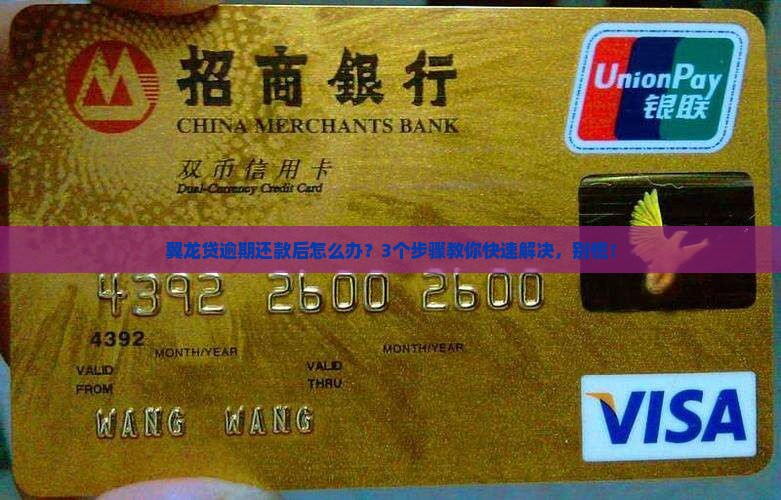 招商銀行
CHINA MERCHANTS BANK
UnionPay
银联
双币信用卡
Dual-Currency Credit Card
翼龙贷逾期还款后怎么办？3个步骤教你快速解决，别慌！
4392 2600 2600
4392
MONTH/YEAR MONTH/YEAR
VALID FROM VALID THRU
WANG WANG
VISA